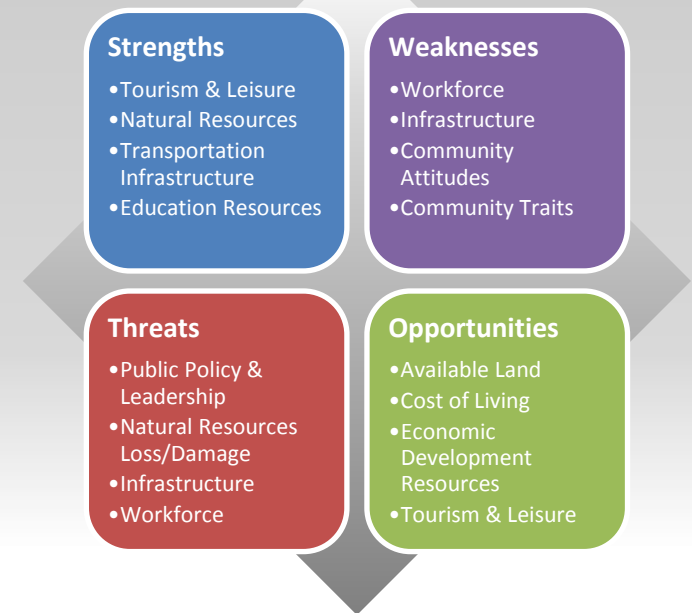 Strengths
•Tourism & Leisure
•Natural Resources
•Transportation
Infrastructure
•Education Resources
Weaknesses
•Workforce
•Infrastructure
•Community
Attitudes
•Community Traits
Threats
•Public Policy &
Leadership
•Natural Resources
Loss/Damage
•Infrastructure
•Workforce
Opportunities
•Available Land
•Cost of Living
•Economic
Development
Resources
•Tourism & Leisure